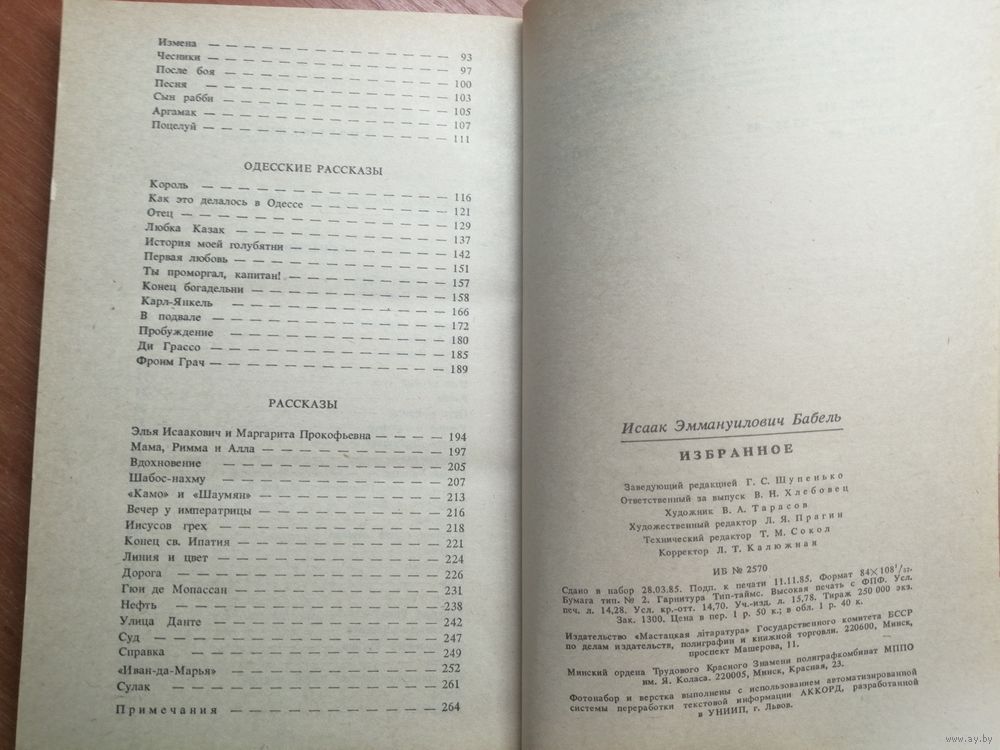 Измена — — — — — — — — — — — — 93
Чесники — — — — — — — — — — — — 97
После боя — — — — — — — — — — — 100
Песня — — — — — — — — — — — — 103
Сын рабби — — — — — — — — — — — 105
Аргамак — — — — — — — — — — — — 107
Поцелуй — — — — — — — — — — — — 111
ОДЕССКИЕ РАССКАЗЫ
Король — — — — — — — — — — — — 116
Как это делалось в Одессе — — — — — — — 121
Отец — — — — — — — — — — — — — 129
Любка Казак — — — — — — — — — — 137
История моей голубятни — — — — — — — — 142
Первая любовь — — — — — — — — — — 151
Ты проморгал, капитан! — — — — — — — — 157
Конец богадельни — — — — — — — — — 158
Карл-Янкель — — — — — — — — — — 166
В подвале — — — — — — — — — — — 172
Пробуждение — — — — — — — — — — 180
Ди Грассо — — — — — — — — — — — 185
Фроим Грач — — — — — — — — — — — 189
РАССКАЗЫ
Элья Исаакович и Маргарита Прокофьевна — — — 194
Мама, Римма и Алла — — — — — — — — 197
Вдохновение — — — — — — — — — — 205
Шабос-нахму — — — — — — — — — — 207
«Камо» и «Шаумян» — — — — — — — — 213
Вечер у императрицы — — — — — — — — 216
Иисусов грех — — — — — — — — — — 218
Конец св. Ипатия — — — — — — — — — 221
Линия и цвет — — — — — — — — — — 224
Дорога — — — — — — — — — — — — 226
Гюи де Мопассан — — — — — — — — — 231
Нефть — — — — — — — — — — — — 238
Улица Данте — — — — — — — — — — 242
Суд — — — — — — — — — — — — — 247
Справка — — — — — — — — — — — — 249
«Иван-да-Марья» — — — — — — — — — 252
Сулак — — — — — — — — — — — — 261
Примечания — — — — — — — — — — 264
Исаак Эммануилович Бабель
ИЗБРАННОЕ
Заведующий редакцией Г. С. Шупенько
Ответственный за выпуск В. Н. Хлебовец
Художник В. А. Тарасов
Художественный редактор Л. Я. Прагин
Технический редактор Т. М. Сокол
Корректор Л. Т. Калюжная
ИБ № 2570
Сдано в набор 28.03.85. Подп. к печати 11.11.85. Формат 84×108¹/₃₂.
Бумага тип. № 2. Гарнитура Тип-таймс. Высокая печать с ФПФ. Усл.
печ. л. 14,28. Усл. кр.-отт. 14,70. Уч.-изд. л. 15,78. Тираж 250 000 экз.
Зак. 1300. Цена в пер. 1 р. 50 к.; в обл. 1 р. 40 к.
Издательство «Мастацкая літаратура» Государственного комитета БССР
по делам издательств, полиграфии и книжной торговли. 220600, Минск,
проспект Машерова, 11.
Минский ордена Трудового Красного Знамени полиграфкомбинат МППО
им. Я. Коласа. 220005, Минск, Красная, 23.
Фотонабор и верстка выполнены с использованием автоматизированной
системы переработки текстовой информации АККОРД, разработанной
в УНИИП, г. Львов.
www.ay.by